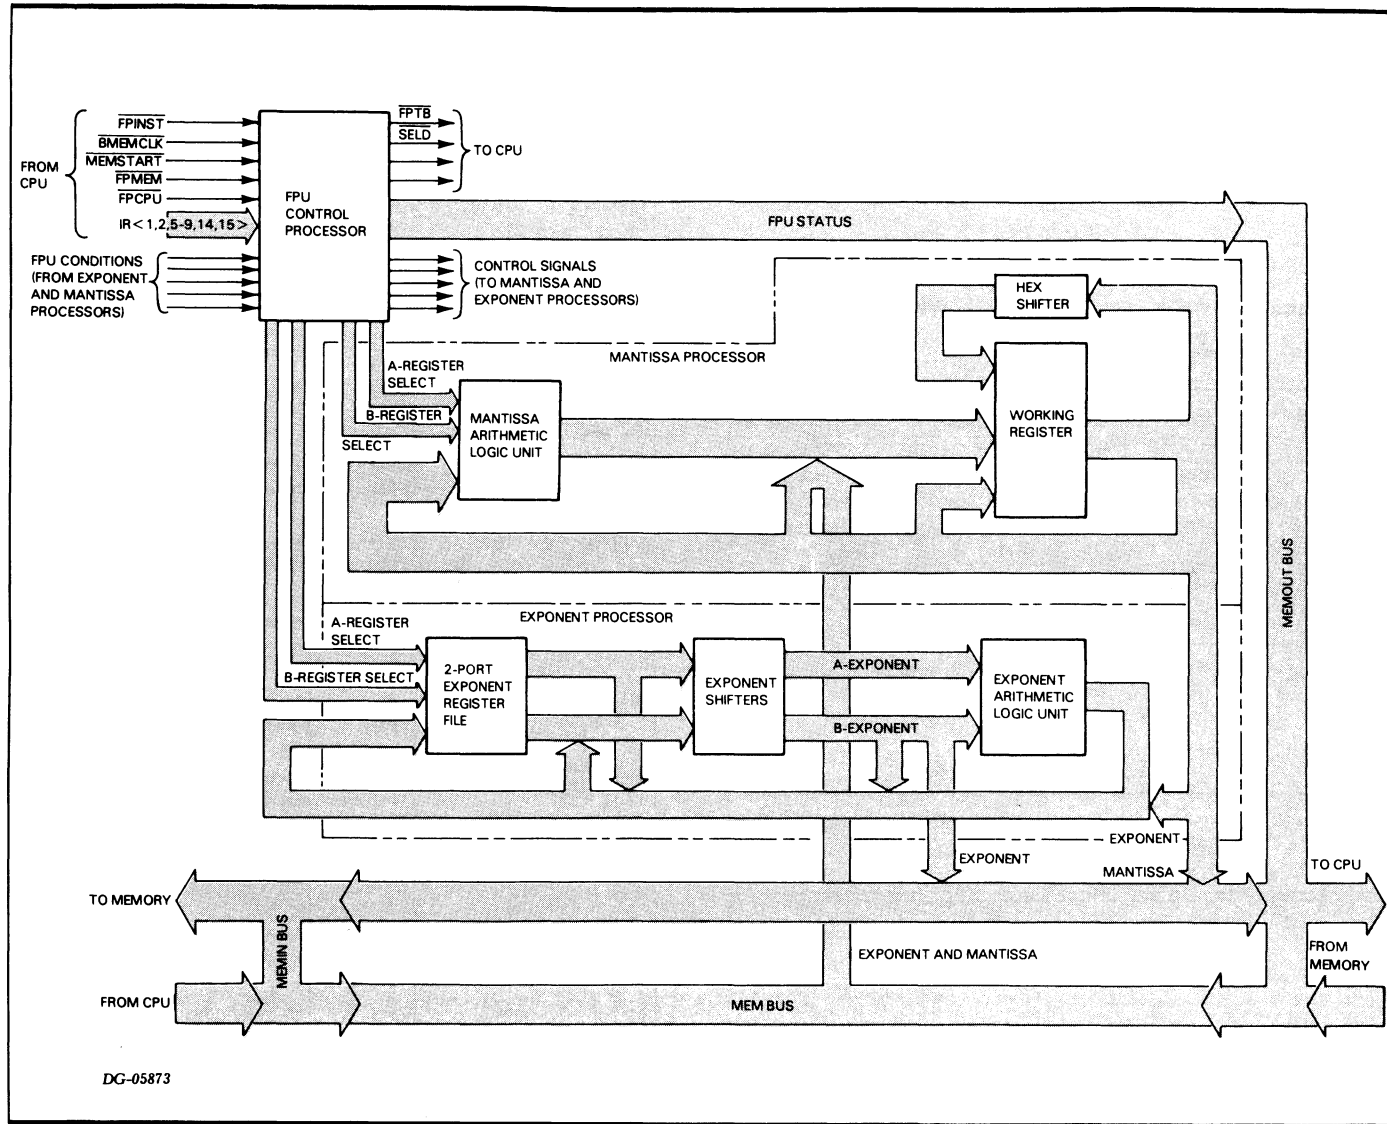 FPINST
BMEMCLK
MEMSTART
FPMEM
FPCPU
IR<1,2,5-9,14,15>
FROM
CPU
FPU CONDITIONS
(FROM EXPONENT
AND MANTISSA
PROCESSORS)
FPU
CONTROL
PROCESSOR
FPTB
SELD
TO CPU
FPU STATUS
CONTROL SIGNALS
(TO MANTISSA AND
EXPONENT PROCESSORS)
HEX
SHIFTER
MANTISSA PROCESSOR
A-REGISTER
SELECT
B-REGISTER
SELECT
MANTISSA
ARITHMETIC
LOGIC UNIT
WORKING
REGISTER
MEMOUT BUS
EXPONENT PROCESSOR
A-REGISTER
SELECT
B-REGISTER SELECT
2-PORT
EXPONENT
REGISTER
FILE
EXPONENT
SHIFTERS
A-EXPONENT
B-EXPONENT
EXPONENT
ARITHMETIC
LOGIC UNIT
EXPONENT
EXPONENT
MANTISSA
TO CPU
TO MEMORY
MEMIN BUS
EXPONENT AND MANTISSA
FROM
MEMORY
FROM CPU
MEM BUS
DG-05873